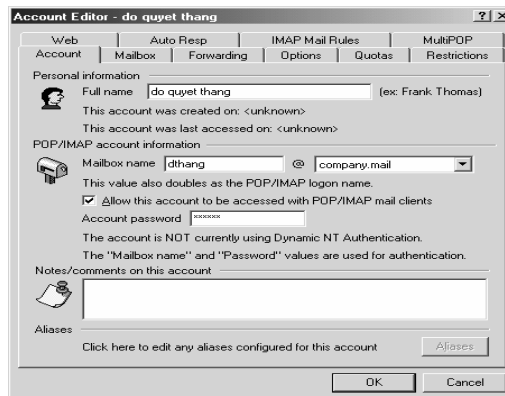 Account Editor - do quyet thang
Web Auto Resp IMAP Mail Rules MultiPOP
Account Mailbox Forwarding Options Quotas Restrictions
Personal information
Full name do quyet thang (ex: Frank Thomas)
This account was created on: <unknown>
This account was last accessed on: <unknown>
POP/IMAP account information
Mailbox name dthang @ company.mail
This value also doubles as the POP/IMAP logon name.
Allow this account to be accessed with POP/IMAP mail clients
Account password ******
The account is NOT currently using Dynamic NT Authentication.
The "Mailbox name" and "Password" values are used for authentication.
Notes/comments on this account
Aliases
Click here to edit any aliases configured for this account Aliases
OK Cancel